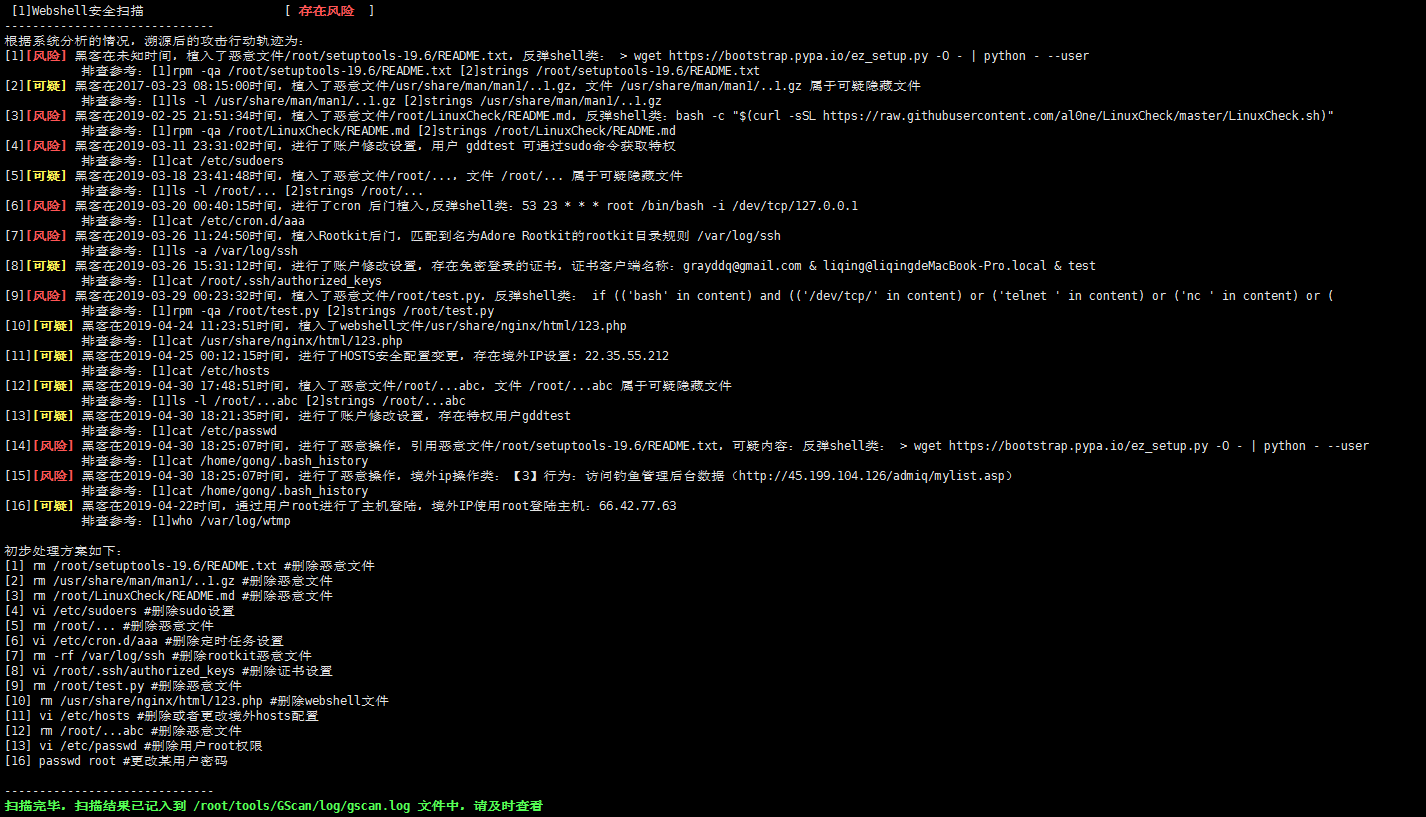 [1]Webshell安全扫描 [ 存在风险 ]
------------------------------
根据系统分析的情况，溯源后的攻击行动轨迹为：
[1][风险] 黑客在未知时间，植入了恶意文件/root/setuptools-19.6/README.txt，反弹shell类： > wget https://bootstrap.pypa.io/ez_setup.py -O - | python - --user
排查参考：[1]rpm -qa /root/setuptools-19.6/README.txt [2]strings /root/setuptools-19.6/README.txt
[2][可疑] 黑客在2017-03-23 08:15:00时间，植入了恶意文件/usr/share/man/man1/..1.gz，文件 /usr/share/man/man1/..1.gz 属于可疑隐藏文件
排查参考：[1]ls -l /usr/share/man/man1/..1.gz [2]strings /usr/share/man/man1/..1.gz
[3][风险] 黑客在2019-02-25 21:51:34时间，植入了恶意文件/root/LinuxCheck/README.md，反弹shell类：bash -c "$(curl -sSL https://raw.githubusercontent.com/al0ne/LinuxCheck/master/LinuxCheck.sh)"
排查参考：[1]rpm -qa /root/LinuxCheck/README.md [2]strings /root/LinuxCheck/README.md
[4][风险] 黑客在2019-03-11 23:31:02时间，进行了账户修改设置，用户 gddtest 可通过sudo命令获取特权
排查参考：[1]cat /etc/sudoers
[5][可疑] 黑客在2019-03-18 23:41:48时间，植入了恶意文件/root/...，文件 /root/... 属于可疑隐藏文件
排查参考：[1]ls -l /root/... [2]strings /root/...
[6][风险] 黑客在2019-03-20 00:40:15时间，进行了cron 后门植入,反弹shell类：53 23 * * * root /bin/bash -i /dev/tcp/127.0.0.1
排查参考：[1]cat /etc/cron.d/aaa
[7][风险] 黑客在2019-03-26 11:24:50时间，植入Rootkit后门，匹配到名为Adore Rootkit的rootkit目录规则 /var/log/ssh
排查参考：[1]ls -a /var/log/ssh
[8][可疑] 黑客在2019-03-26 15:31:12时间，进行了账户修改设置，存在免密登录的证书，证书客户端名称：grayddq@gmail.com & liqing@liqingdeMacBook-Pro.local & test
排查参考：[1]cat /root/.ssh/authorized_keys
[9][风险] 黑客在2019-03-29 00:23:32时间，植入了恶意文件/root/test.py，反弹shell类： if (('bash' in content) and (('/dev/tcp/' in content) or ('telnet ' in content) or ('nc ' in content) or (
排查参考：[1]rpm -qa /root/test.py [2]strings /root/test.py
[10][可疑] 黑客在2019-04-24 11:23:51时间，植入了webshell文件/usr/share/nginx/html/123.php
排查参考：[1]cat /usr/share/nginx/html/123.php
[11][可疑] 黑客在2019-04-25 00:12:15时间，进行了HOSTS安全配置变更，存在境外IP设置：22.35.55.212
排查参考：[1]cat /etc/hosts
[12][可疑] 黑客在2019-04-30 17:48:51时间，植入了恶意文件/root/...abc，文件 /root/...abc 属于可疑隐藏文件
排查参考：[1]ls -l /root/...abc [2]strings /root/...abc
[13][可疑] 黑客在2019-04-30 18:21:35时间，进行了账户修改设置，存在特权用户gddtest
排查参考：[1]cat /etc/passwd
[14][风险] 黑客在2019-04-30 18:25:07时间，进行了恶意操作，引用恶意文件/root/setuptools-19.6/README.txt，可疑内容：反弹shell类： > wget https://bootstrap.pypa.io/ez_setup.py -O - | python - --user
排查参考：[1]cat /home/gong/.bash_history
[15][风险] 黑客在2019-04-30 18:25:07时间，进行了恶意操作，境外ip操作类：【3】行为：访问钓鱼管理后台数据（http://45.199.104.126/admiq/mylist.asp）
排查参考：[1]cat /home/gong/.bash_history
[16][可疑] 黑客在2019-04-22时间，通过用户root进行了主机登陆，境外IP使用root登陆主机：66.42.77.63
排查参考：[1]who /var/log/wtmp
初步处理方案如下：
[1] rm /root/setuptools-19.6/README.txt #删除恶意文件
[2] rm /usr/share/man/man1/..1.gz #删除恶意文件
[3] rm /root/LinuxCheck/README.md #删除恶意文件
[4] vi /etc/sudoers #删除sudo设置
[5] rm /root/... #删除恶意文件
[6] vi /etc/cron.d/aaa #删除定时任务设置
[7] rm -rf /var/log/ssh #删除rootkit恶意文件
[8] vi /root/.ssh/authorized_keys #删除证书设置
[9] rm /root/test.py #删除恶意文件
[10] rm /usr/share/nginx/html/123.php #删除webshell文件
[11] vi /etc/hosts #删除或者更改境外hosts配置
[12] rm /root/...abc #删除恶意文件
[13] vi /etc/passwd #删除用户root权限
[16] passwd root #更改某用户密码
------------------------------
扫描完毕，扫描结果已记入到 /root/tools/GScan/log/gscan.log 文件中，请及时查看